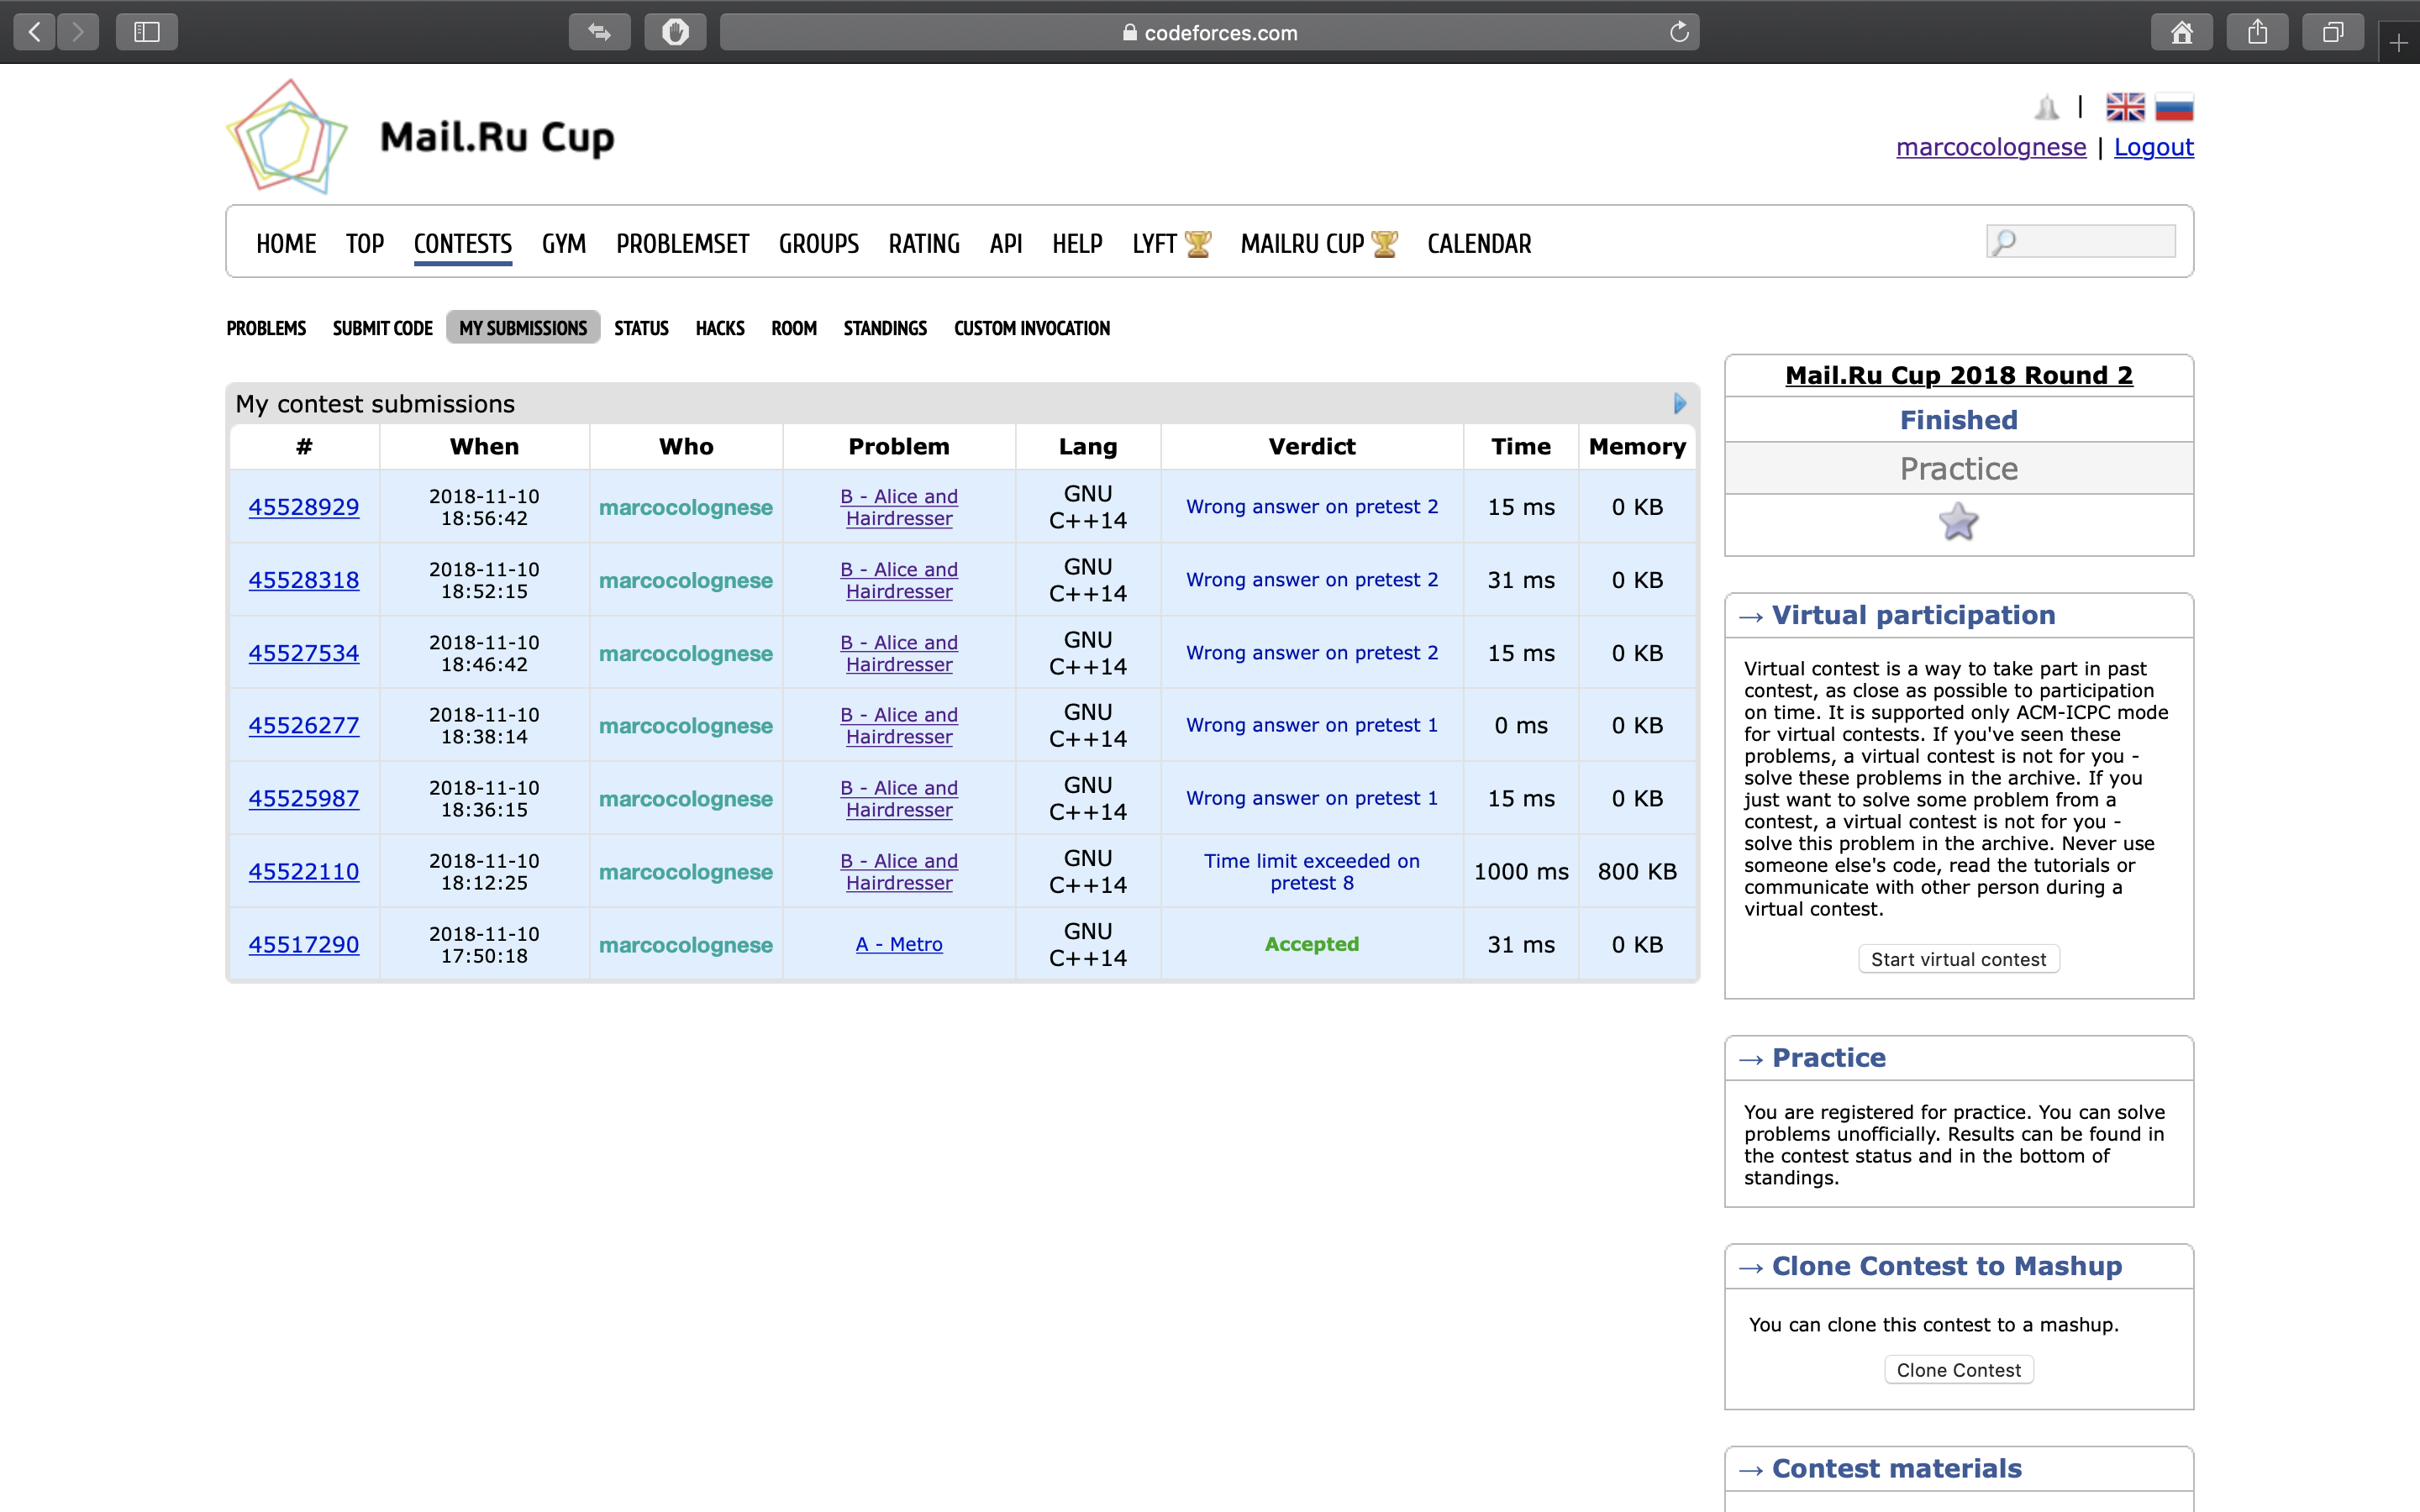 codeforces.com
Mail.Ru Cup
|
marcocolognese | Logout
HOME TOP CONTESTS GYM PROBLEMSET GROUPS RATING API HELP LYFT MAILRU CUP CALENDAR
PROBLEMS SUBMIT CODE MY SUBMISSIONS STATUS HACKS ROOM STANDINGS CUSTOM INVOCATION
My contest submissions
# When Who Problem Lang Verdict Time Memory
45528929 2018-11-10 18:56:42 marcocolognese B - Alice and Hairdresser GNU C++14 Wrong answer on pretest 2 15 ms 0 KB
45528318 2018-11-10 18:52:15 marcocolognese B - Alice and Hairdresser GNU C++14 Wrong answer on pretest 2 31 ms 0 KB
45527534 2018-11-10 18:46:42 marcocolognese B - Alice and Hairdresser GNU C++14 Wrong answer on pretest 2 15 ms 0 KB
45526277 2018-11-10 18:38:14 marcocolognese B - Alice and Hairdresser GNU C++14 Wrong answer on pretest 1 0 ms 0 KB
45525987 2018-11-10 18:36:15 marcocolognese B - Alice and Hairdresser GNU C++14 Wrong answer on pretest 1 15 ms 0 KB
45522110 2018-11-10 18:12:25 marcocolognese B - Alice and Hairdresser GNU C++14 Time limit exceeded on pretest 8 1000 ms 800 KB
45517290 2018-11-10 17:50:18 marcocolognese A - Metro GNU C++14 Accepted 31 ms 0 KB
Mail.Ru Cup 2018 Round 2
Finished
Practice
→ Virtual participation
Virtual contest is a way to take part in past
contest, as close as possible to participation
on time. It is supported only ACM-ICPC mode
for virtual contests. If you've seen these
problems, a virtual contest is not for you -
solve these problems in the archive. If you
just want to solve some problem from a
contest, a virtual contest is not for you -
solve this problem in the archive. Never use
someone else's code, read the tutorials or
communicate with other person during a
virtual contest.
Start virtual contest
→ Practice
You are registered for practice. You can solve
problems unofficially. Results can be found in
the contest status and in the bottom of
standings.
→ Clone Contest to Mashup
You can clone this contest to a mashup.
Clone Contest
→ Contest materials